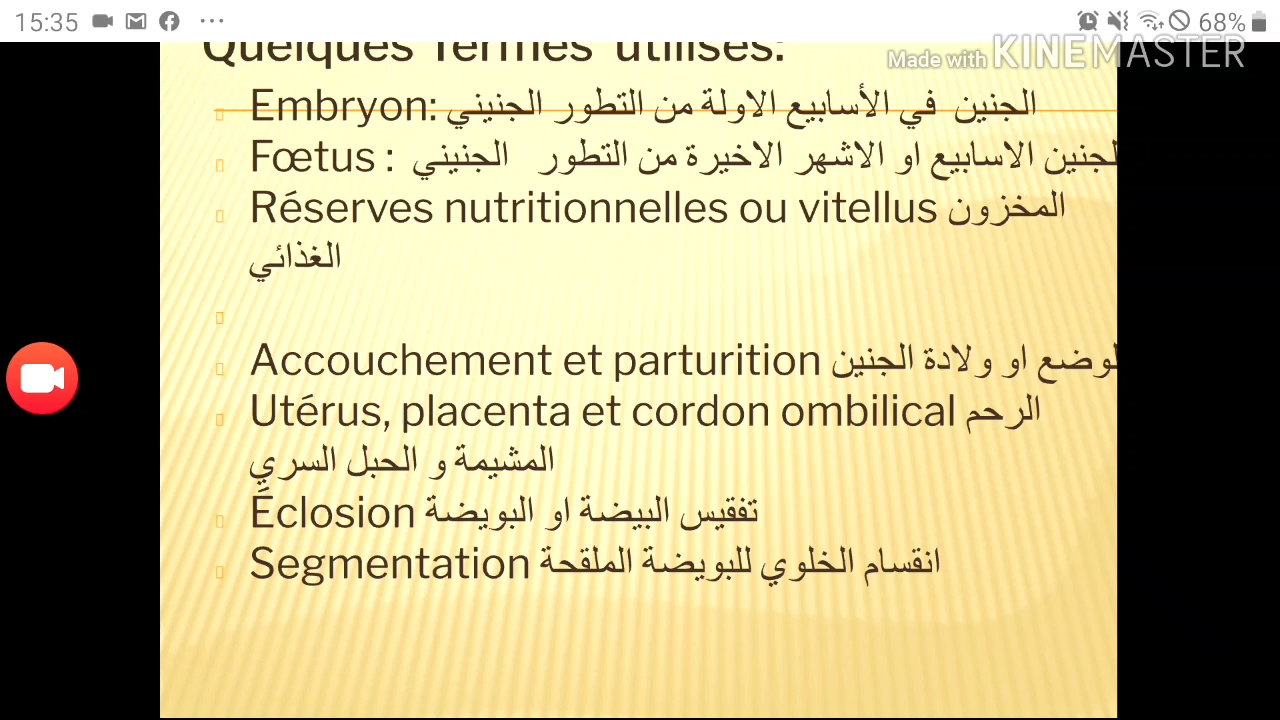 15:35
68%
Made with KINEMASTER
Quelques Termes utilisés:
Embryon: الجنين في الأسابيع الاولة من التطور الجنيني
Fœtus : الجنين الاسابيع او الاشهر الاخيرة من التطور الجنيني
Réserves nutritionnelles ou vitellus المخزون
الغذائي
Accouchement et parturition الوضع او ولادة الجنين
Utérus, placenta et cordon ombilical الرحم
المشيمة و الحبل السري
Éclosion تفقيس البيضة او البويضة
Segmentation انقسام الخلوي للبويضة الملقحة